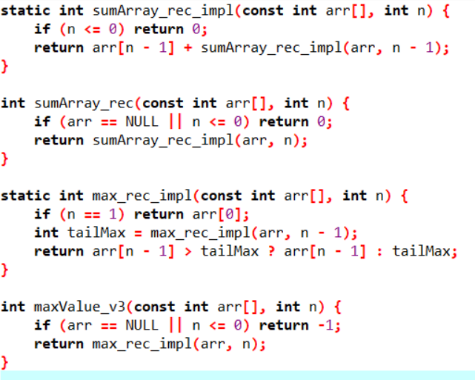 static int sumArray_rec_impl(const int arr[], int n) {
    if (n <= 0) return 0;
    return arr[n - 1] + sumArray_rec_impl(arr, n - 1);
}

int sumArray_rec(const int arr[], int n) {
    if (arr == NULL || n <= 0) return 0;
    return sumArray_rec_impl(arr, n);
}

static int max_rec_impl(const int arr[], int n) {
    if (n == 1) return arr[0];
    int tailMax = max_rec_impl(arr, n - 1);
    return arr[n - 1] > tailMax ? arr[n - 1] : tailMax;
}

int maxValue_v3(const int arr[], int n) {
    if (arr == NULL || n <= 0) return -1;
    return max_rec_impl(arr, n);
}